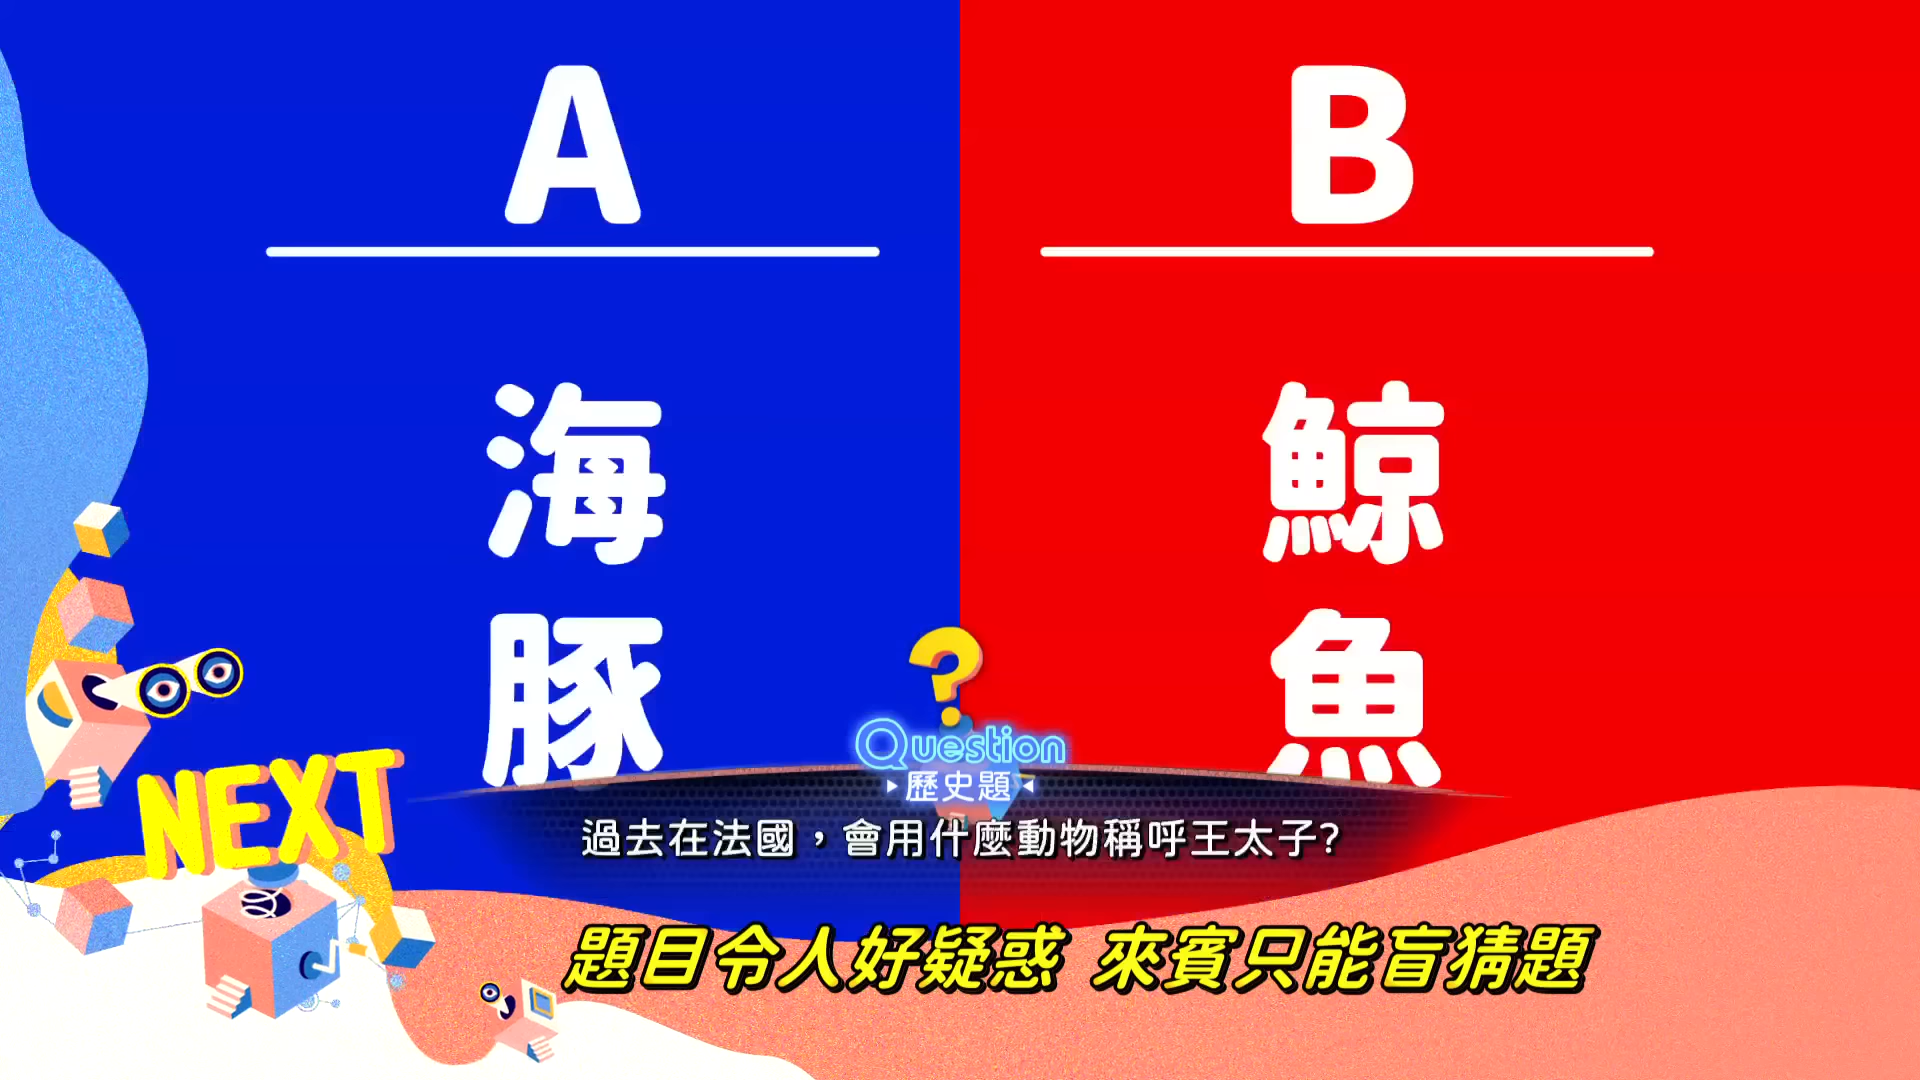 A
B
海豚
鯨魚
Question
歷史題
過去在法國，會用什麼動物稱呼王太子?
NEXT
題目令人好疑惑 來賓只能盲猜題